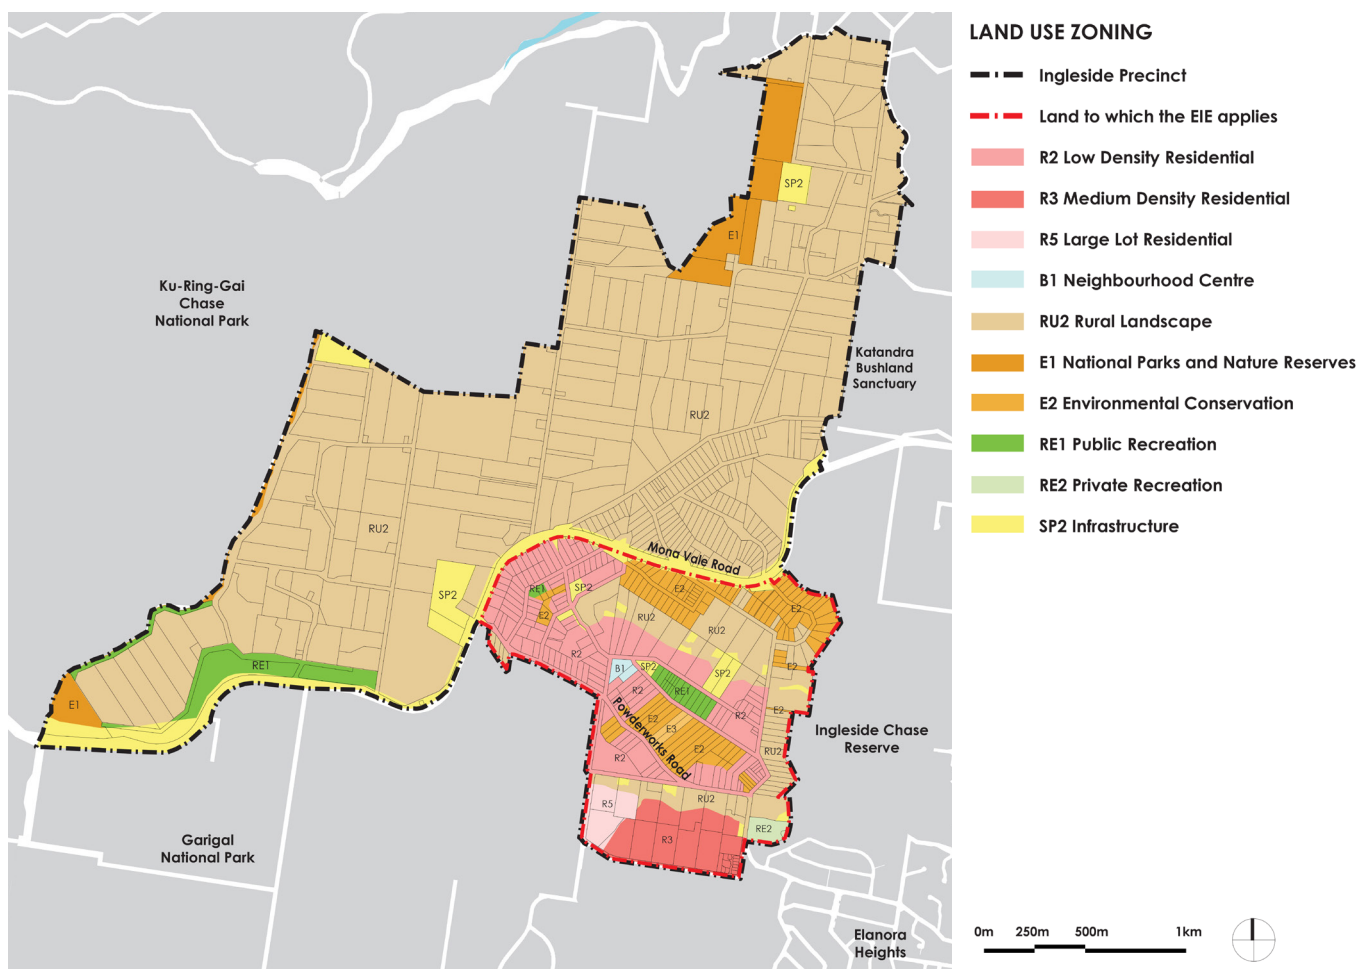 LAND USE ZONING
Ingleside Precinct
Land to which the EIE applies
R2 Low Density Residential
R3 Medium Density Residential
R5 Large Lot Residential
B1 Neighbourhood Centre
RU2 Rural Landscape
E1 National Parks and Nature Reserves
E2 Environmental Conservation
RE1 Public Recreation
RE2 Private Recreation
SP2 Infrastructure
SP2
E1
Ku-Ring-Gai
Chase
National Park
Katandra
Bushland
Sanctuary
RU2
RU2
Mona Vale Road
SP2
RE1
SP2
E2
E2
E2
RU2
RU2
R2
B1
SP2
SP2
E2
RE1
E1
R2
RE1
R2
E2
Powderworks Road
E2
E3
E2
RU2
R2
Ingleside Chase
Reserve
R5
RU2
RE2
R3
Garigal
National Park
Elanora
Heights
0m
250m
500m
1km